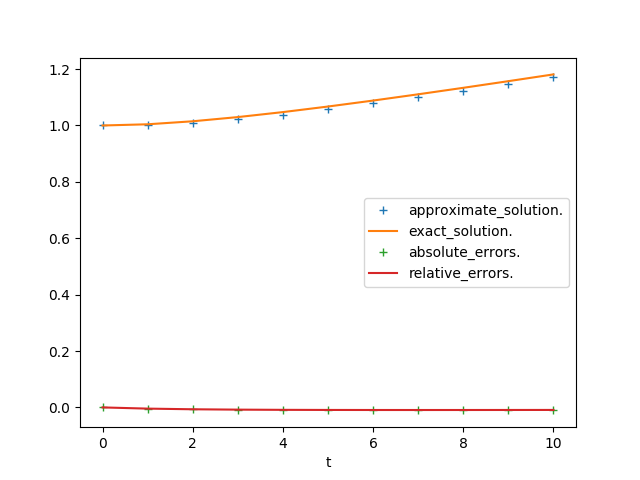 1.2
1.0
0.8
0.6
0.4
0.2
0.0
approximate_solution.
exact_solution.
absolute_errors.
relative_errors.
0 2 4 6 8 10
t